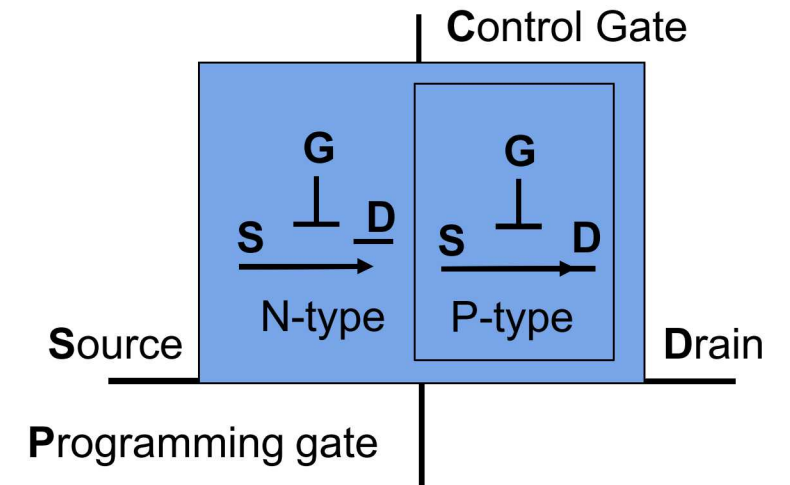 Control Gate
G
G
S
D
S
D
N-type
P-type
Source
Drain
Programming gate